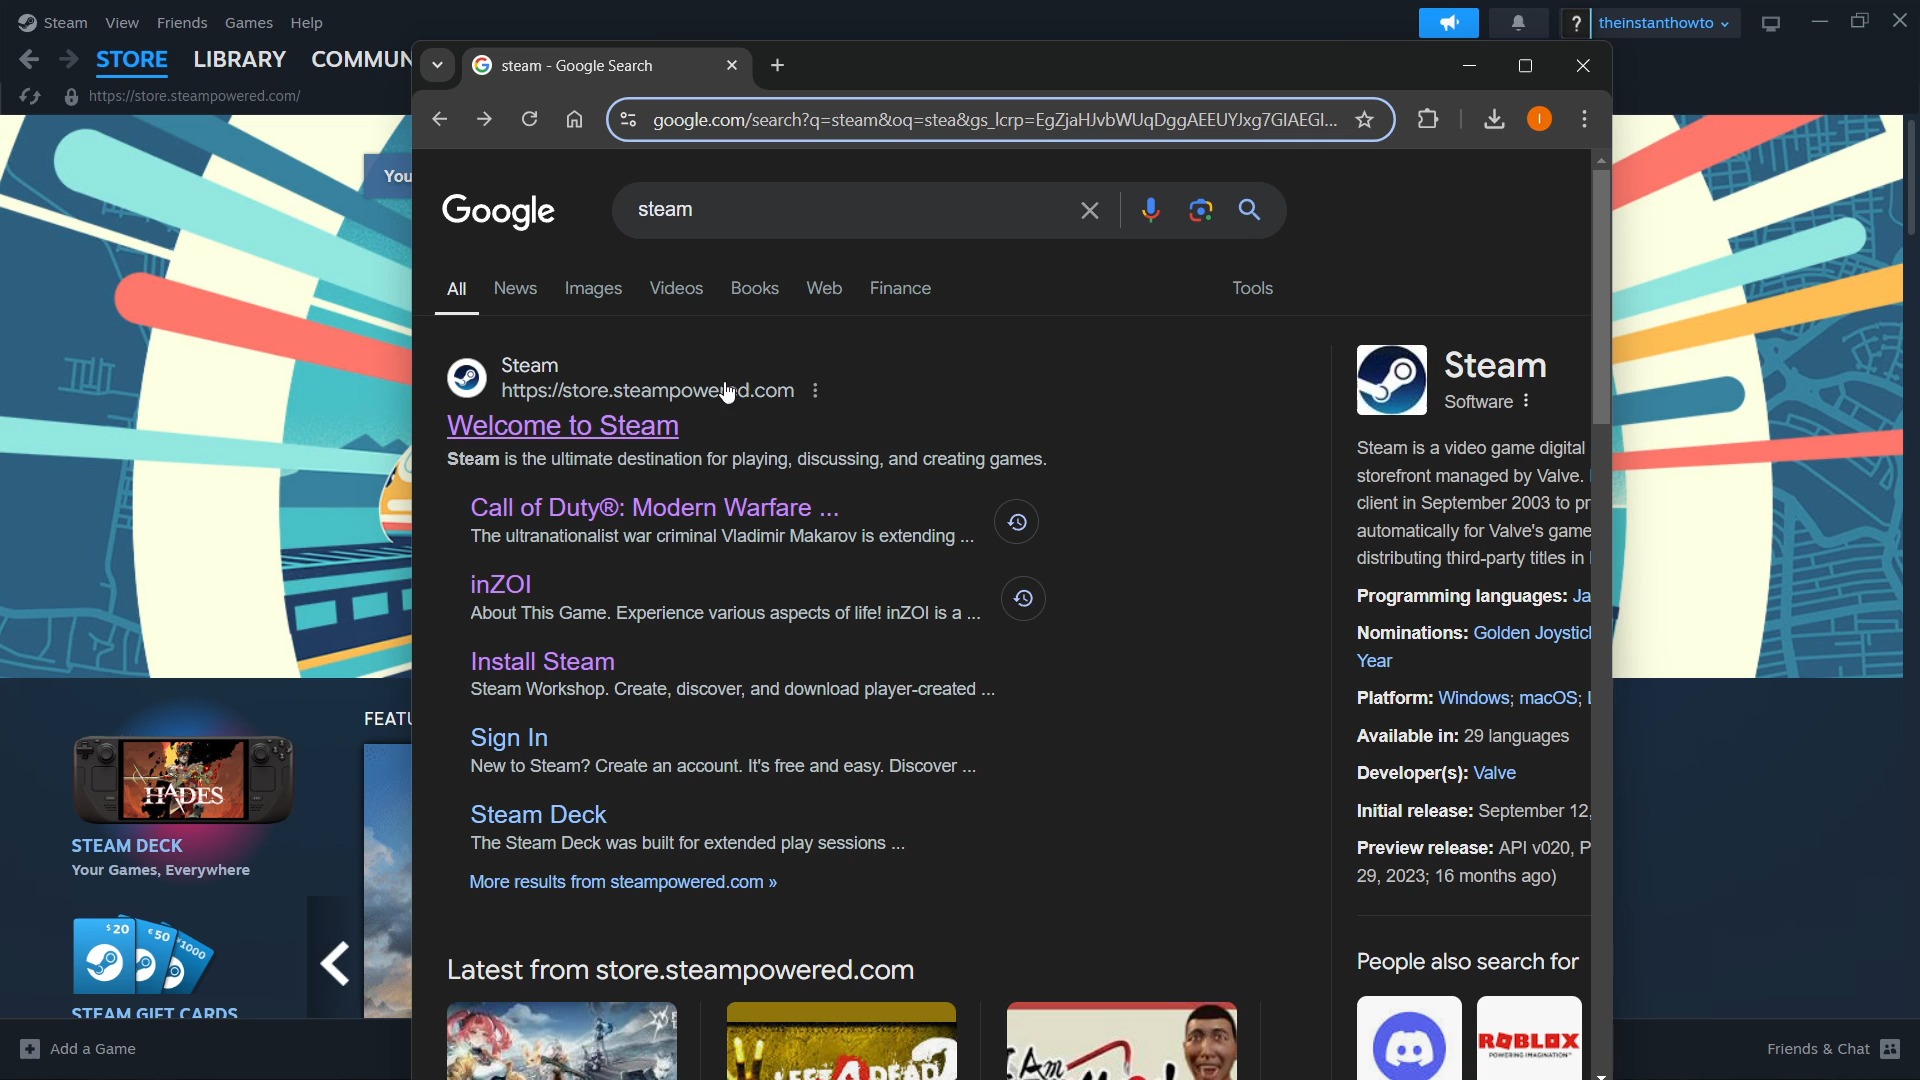 Steam View Friends Games Help
theinstanthowto
STORE LIBRARY COMMUN
https://store.steampowered.com/
steam - Google Search
google.com/search?q=steam&oq=stea&gs_lcrp=EgZjaHJvbWUqDggAEEUYJxg7GIAEGI...
You
Google
steam
All News Images Videos Books Web Finance Tools
Steam
https://store.steampowered.com
Welcome to Steam
Steam is the ultimate destination for playing, discussing, and creating games.
Call of Duty®: Modern Warfare ...
The ultranationalist war criminal Vladimir Makarov is extending ...
inZOI
About This Game. Experience various aspects of life! inZOI is a ...
Install Steam
Steam Workshop. Create, discover, and download player-created ...
Sign In
New to Steam? Create an account. It's free and easy. Discover ...
Steam Deck
The Steam Deck was built for extended play sessions ...
More results from steampowered.com »
Latest from store.steampowered.com
Steam
Software
Steam is a video game digital
storefront managed by Valve.
client in September 2003 to pr
automatically for Valve's game
distributing third-party titles in
Programming languages: Ja
Nominations: Golden Joystick
Year
Platform: Windows; macOS; L
Available in: 29 languages
Developer(s): Valve
Initial release: September 12,
Preview release: API v020, P
29, 2023; 16 months ago)
People also search for
ROBLOX
POWERING IMAGINATION
FEATU
HADES
STEAM DECK
Your Games, Everywhere
$20 €50 ¥1000
STEAM GIFT CARDS
LEFT 4 DEAD 2
I Am
Add a Game
Friends & Chat